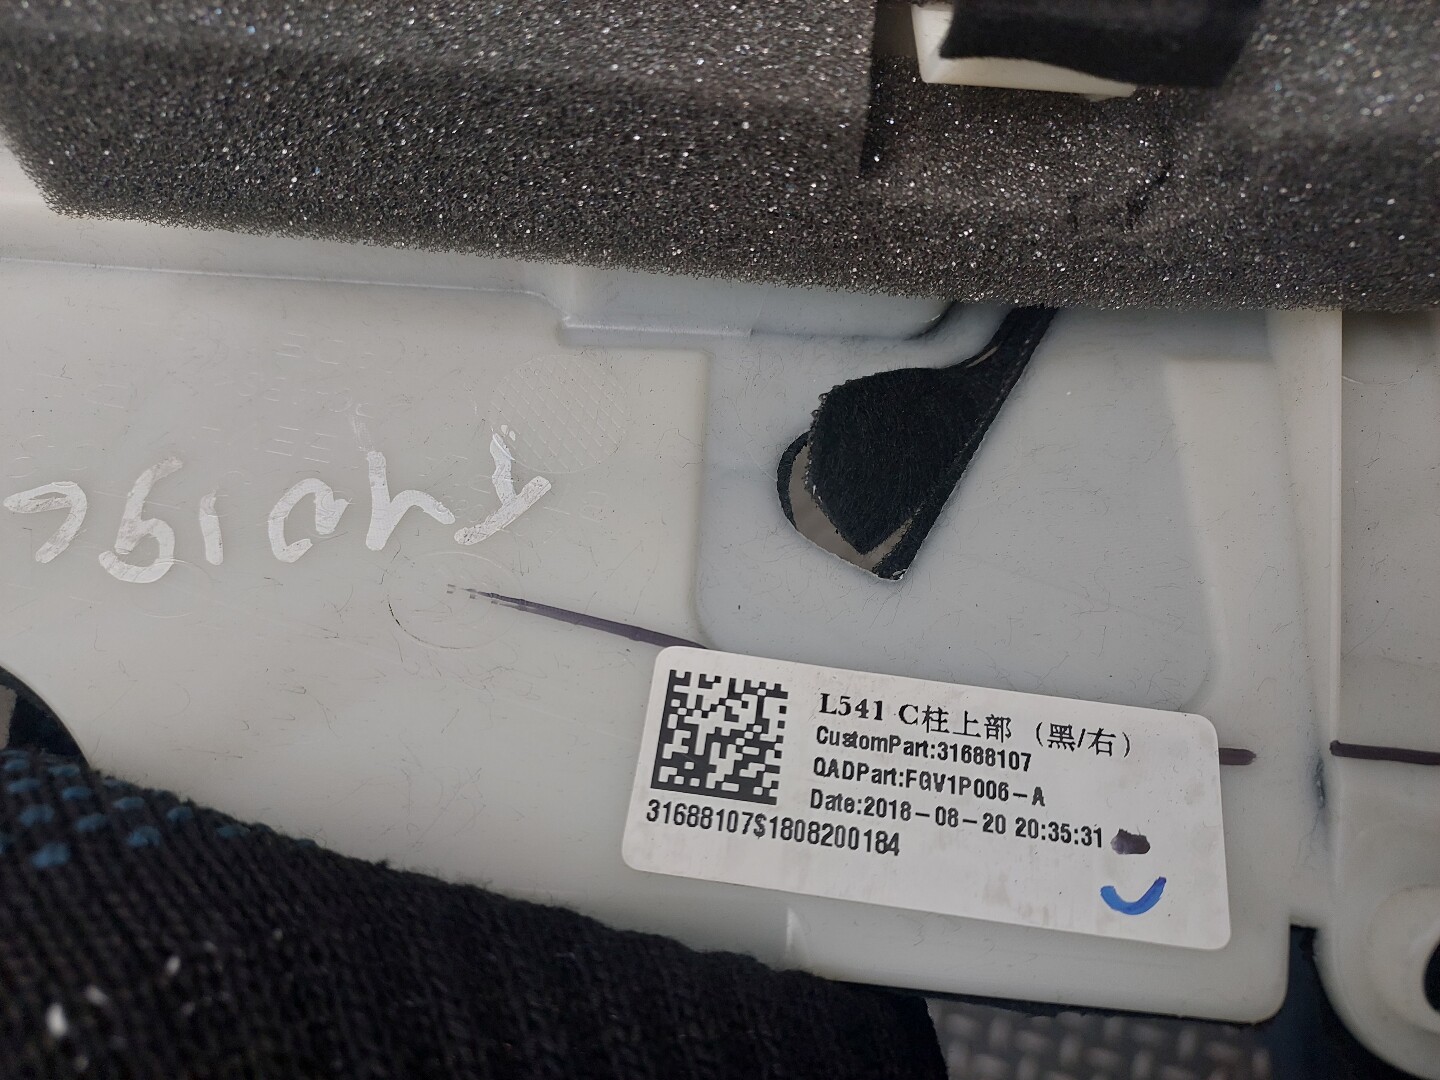 L541 C柱上部（黑/右）
CustomPart:31688107
QADPart:FGV1P006-A
Date:2018-08-20 20:35:31
31688107$1808200184